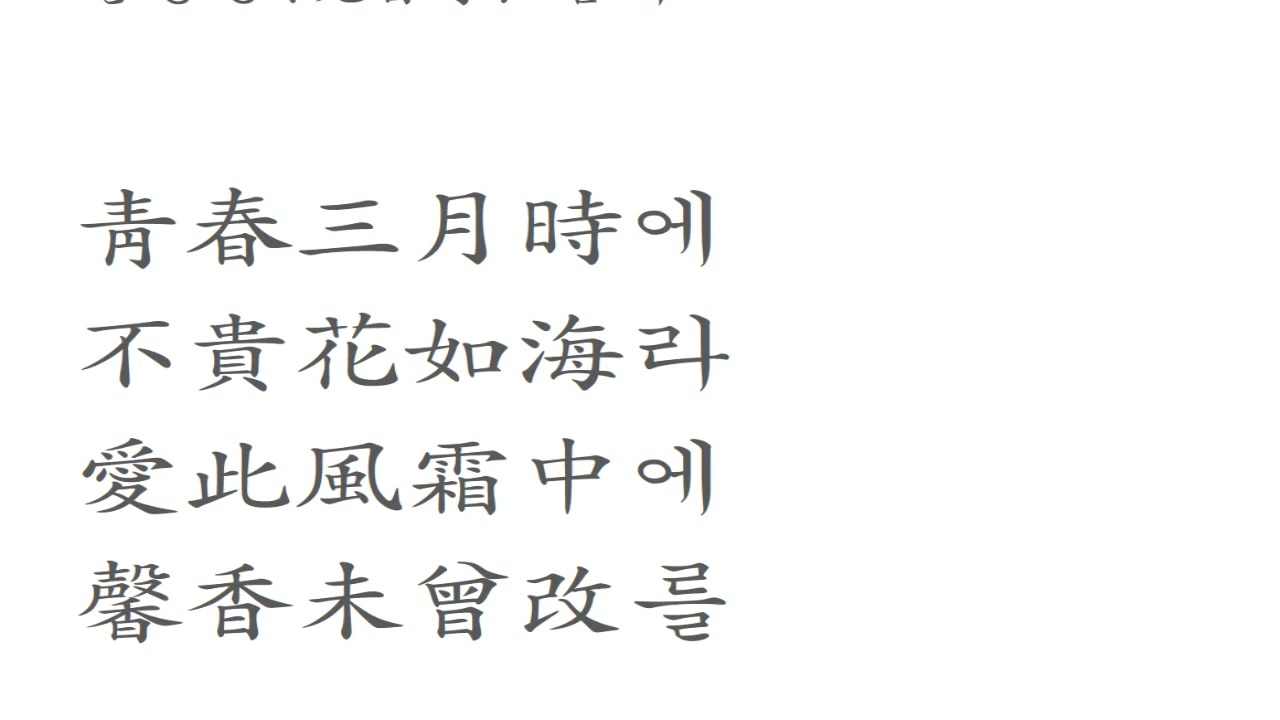 靑春三月時에
不貴花如海라
愛此風霜中에
馨香未曾改를